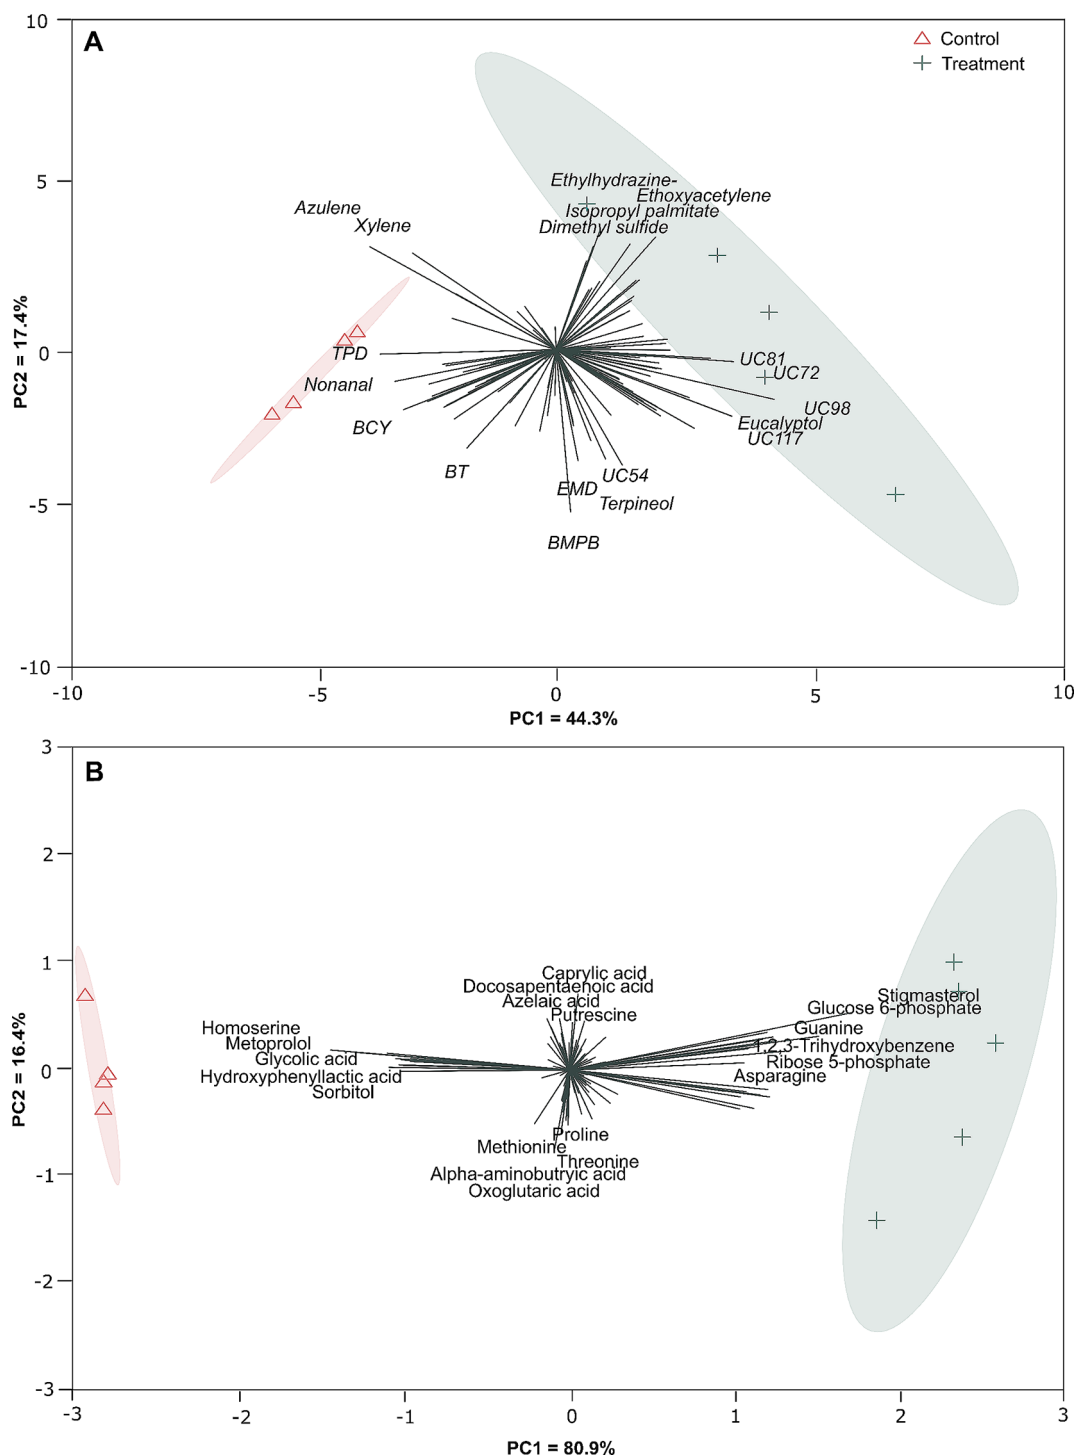 10
A
Control
Treatment
5
Ethylhydrazine-
Ethoxyacetylene
Azulene
Isopropyl palmitate
Xylene
Dimethyl sulfide
PC2 = 17.4%
0
TPD
UC81
UC72
Nonanal
UC98
BCY
Eucalyptol
UC117
BT
UC54
EMD
-5
Terpineol
BMPB
-10
-10
-5
0
5
10
PC1 = 44.3%
3
B
2
1
Caprylic acid
Docosapentaenoic acid
Stigmasterol
Azelaic acid
Glucose 6-phosphate
Putrescine
Homoserine
Guanine
Metoprolol
1,2,3-Trihydroxybenzene
Glycolic acid
Ribose 5-phosphate
PC2 = 16.4%
0
Hydroxyphenyllactic acid
Asparagine
Sorbitol
Proline
Methionine
Threonine
-1
Alpha-aminobutryic acid
Oxoglutaric acid
-2
-3
-3
-2
-1
0
1
2
3
PC1 = 80.9%